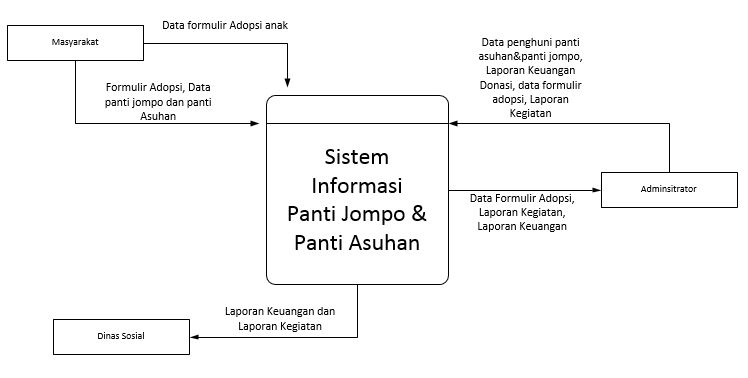 Data formulir Adopsi anak
Masyarakat
Formulir Adopsi, Data
panti jompo dan panti
Asuhan
Data penghuni panti
asuhan&panti jompo,
Laporan Keuangan
Donasi, data formulir
adopsi, Laporan
Kegiatan
Sistem
Informasi
Panti Jompo &
Panti Asuhan
Adminsitrator
Data Formulir Adopsi,
Laporan Kegiatan,
Laporan Keuangan
Laporan Keuangan dan
Laporan Kegiatan
Dinas Sosial